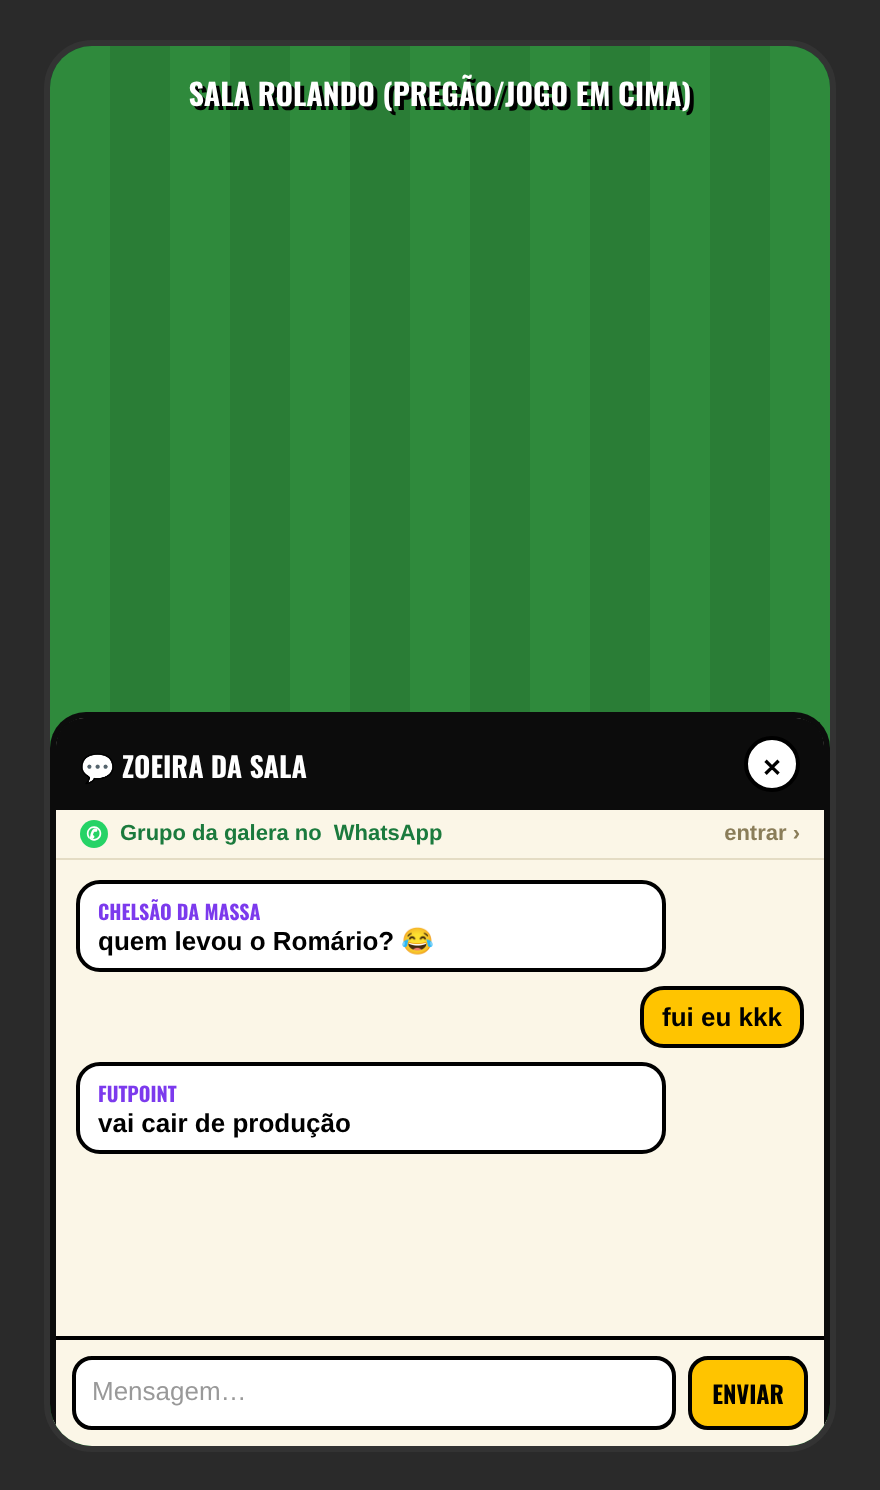 SALA ROLANDO (PREGÃO/JOGO EM CIMA)
💬 ZOEIRA DA SALA ×
Grupo da galera no WhatsApp entrar ›
CHELSÃO DA MASSA
quem levou o Romário? 😂
fui eu kkk
FUTPOINT
vai cair de produção
Mensagem… ENVIAR